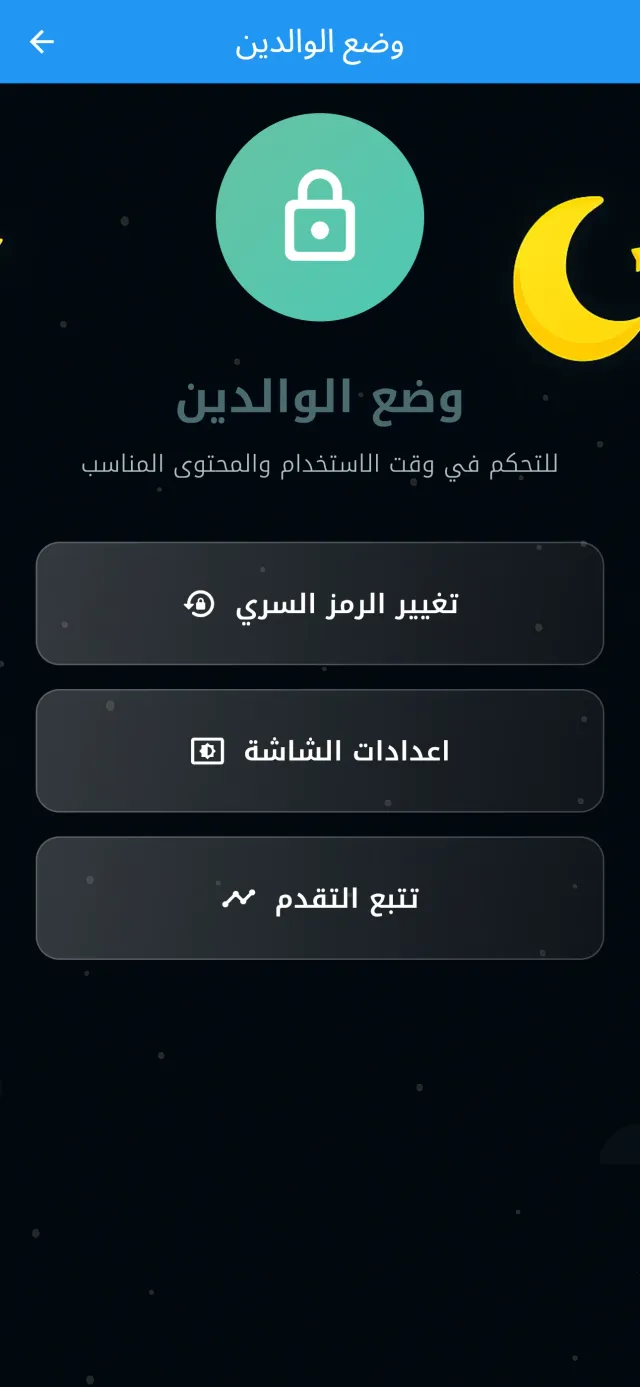 وضع الوالدين
وضع الوالدين
للتحكم في وقت الاستخدام والمحتوى المناسب
تغيير الرمز السري
اعدادات الشاشة
تتبع التقدم